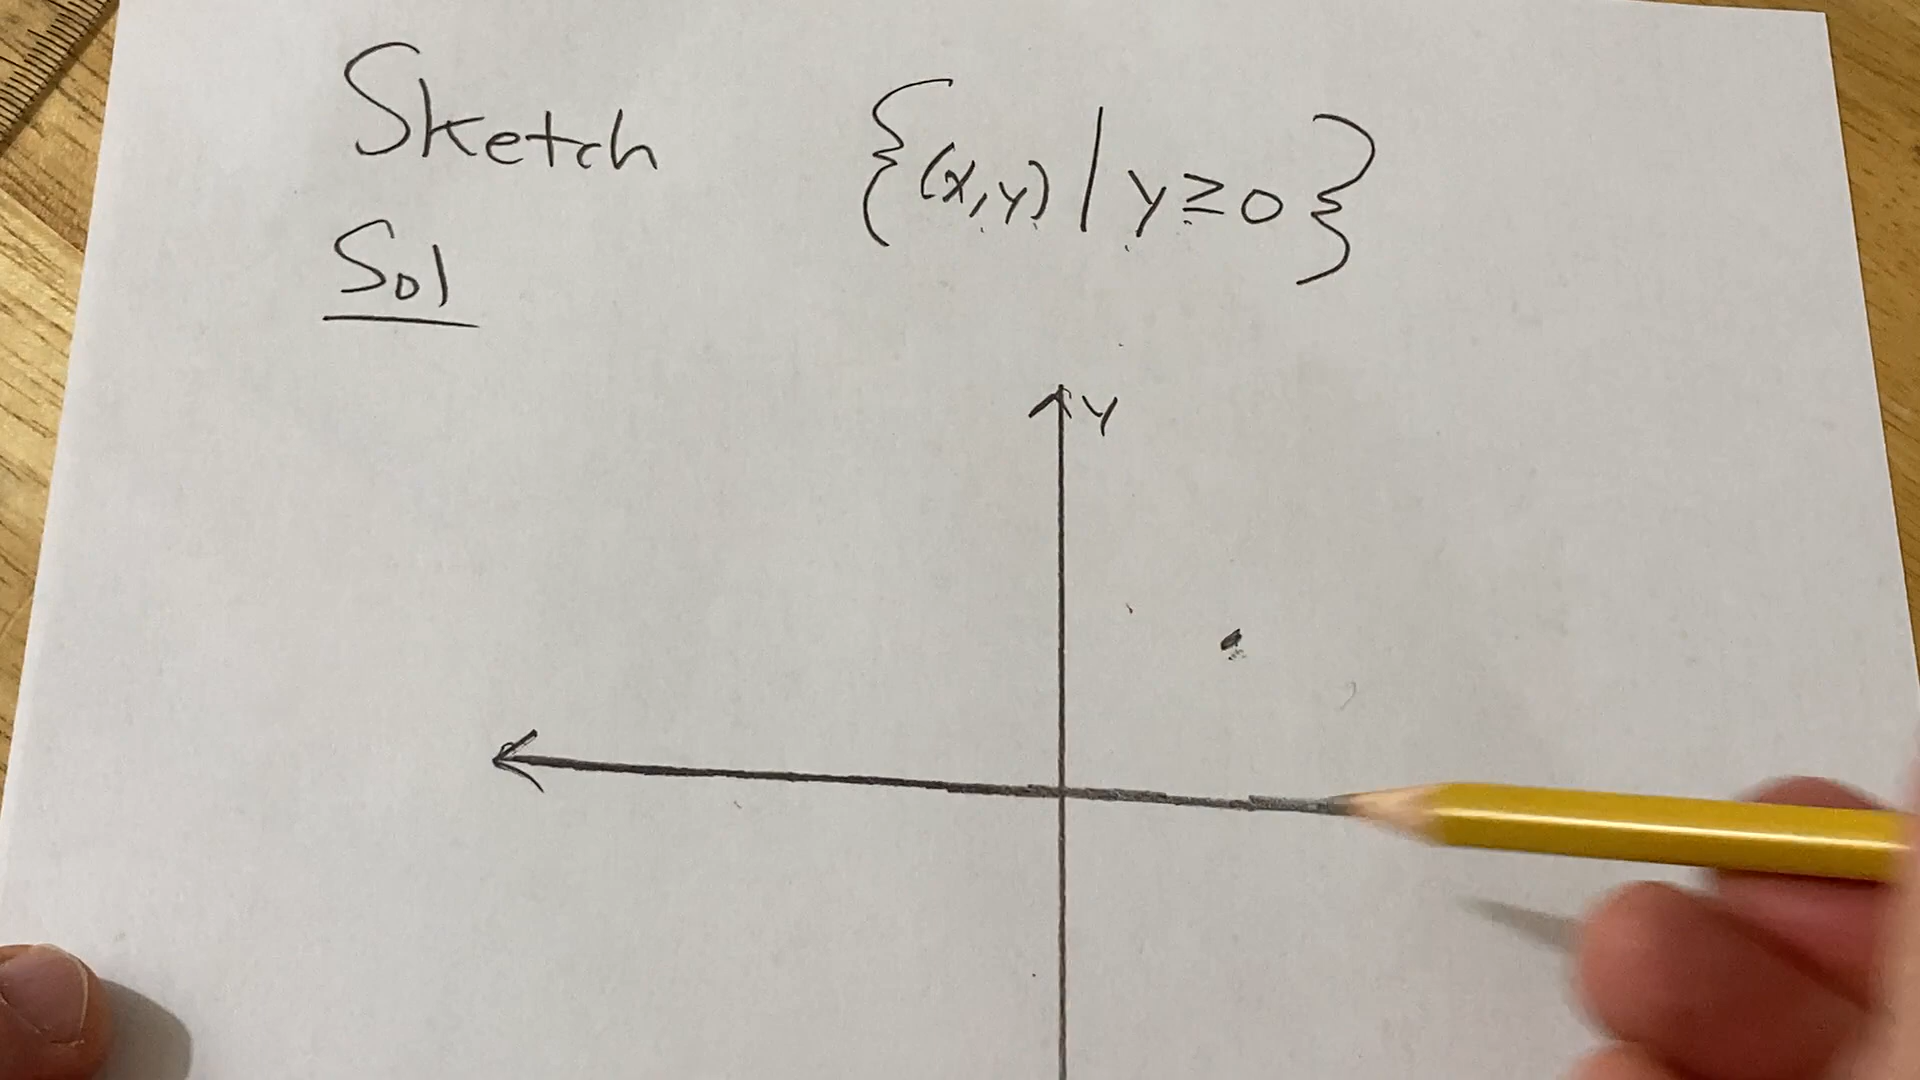 Sketch {(x,y) | y ≥ 0}
Sol
y